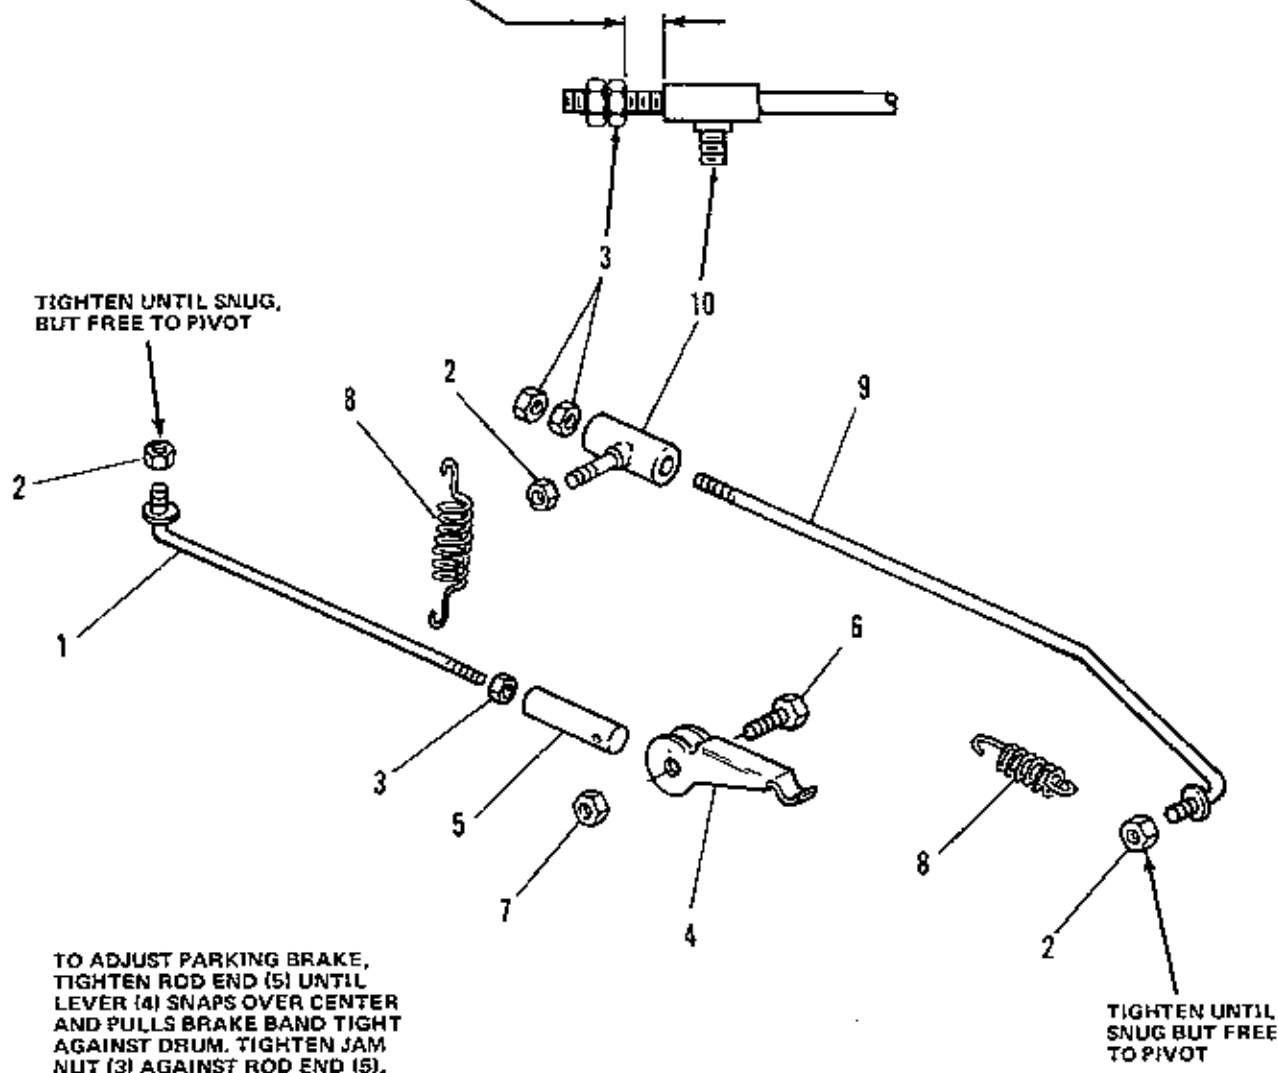 3
10
TIGHTEN UNTIL SNUG,
BUT FREE TO PIVOT
2
9
8
2
1
6
3
5
8
7
4
2
TO ADJUST PARKING BRAKE,
TIGHTEN ROD END (5) UNTIL
LEVER (4) SNAPS OVER CENTER
AND PULLS BRAKE BAND TIGHT
AGAINST DRUM. TIGHTEN JAM
NUT (3) AGAINST ROD END (5).
TIGHTEN UNTIL
SNUG BUT FREE
TO PIVOT